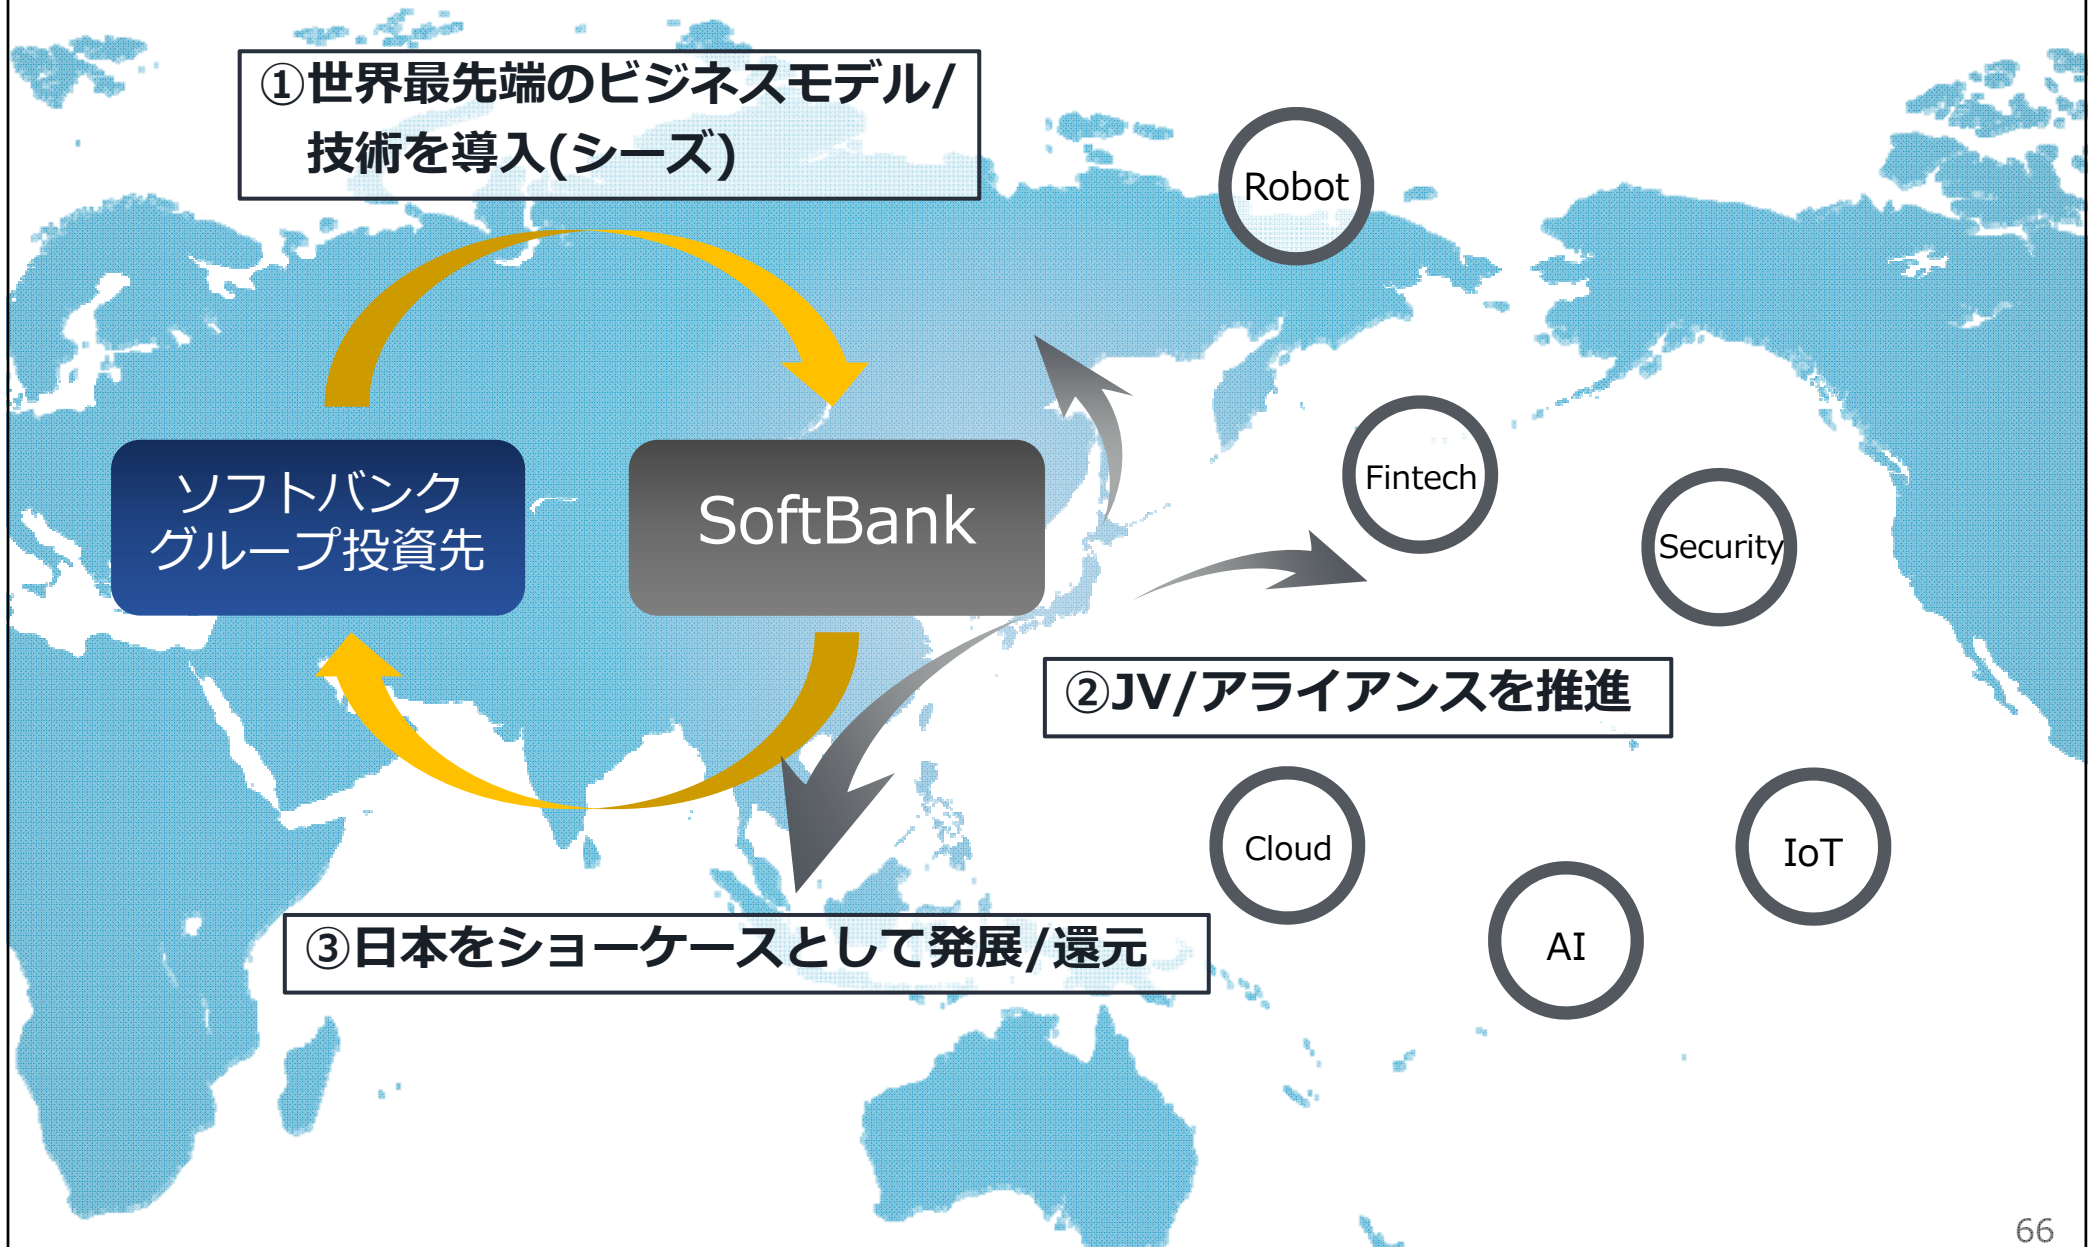 ①世界最先端のビジネスモデル/
技術を導入(シーズ)
Robot
ソフトバンク
グループ投資先
SoftBank
Fintech
Security
②JV/アライアンスを推進
Cloud
IoT
AI
③日本をショーケースとして発展/還元
66